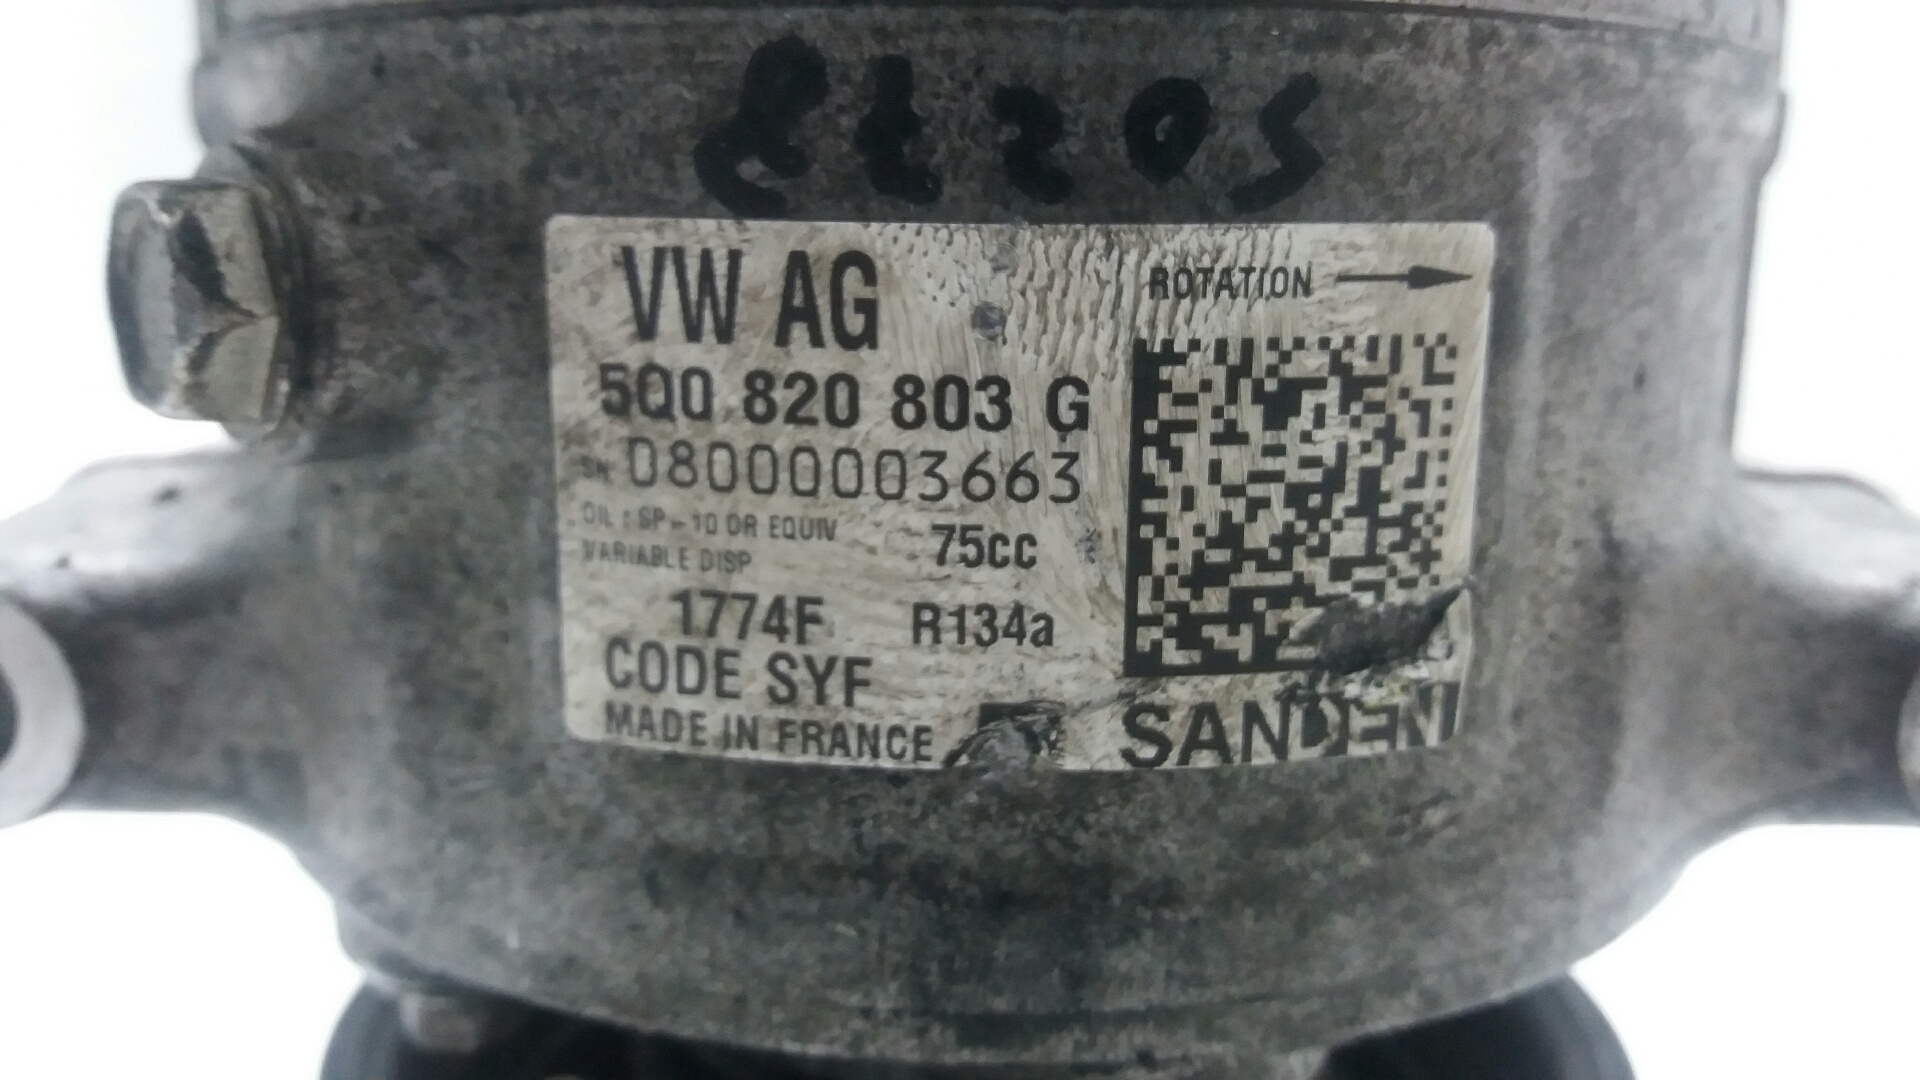 VW AG
ROTATION
5Q0 820 803 G
SN 08000003663
OIL : SP-10 OR EQUIV
75cc
VARIABLE DISP
1774F R134a
CODE SYF
MADE IN FRANCE
SANDEN